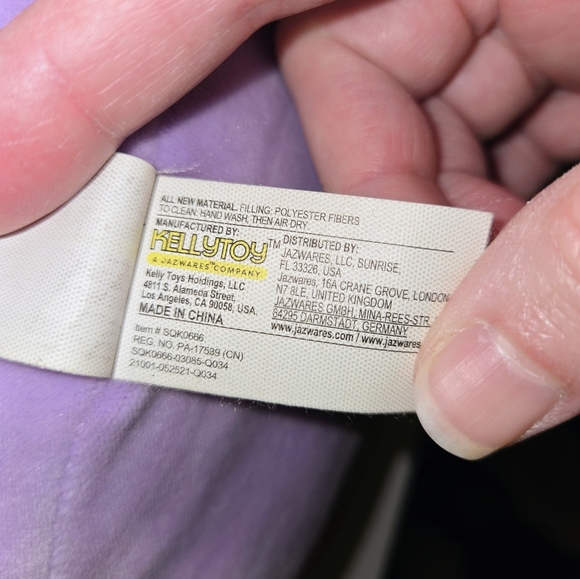 ALL NEW MATERIAL. FILLING: POLYESTER FIBERS
TO CLEAN: HAND WASH, THEN AIR DRY
MANUFACTURED BY:
KELLYTOY™
A JAZWARES COMPANY
Kelly Toys Holdings, LLC
4811 S. Alameda Street,
Los Angeles, CA 90058, USA.
MADE IN CHINA
DISTRIBUTED BY:
JAZWARES, LLC, SUNRISE,
FL 33326, USA
Jazwares, 16A CRANE GROVE, LONDON
N7 8LE, UNITED KINGDOM
JAZWARES GMBH, MINA-REES-STR.
64295 DARMSTADT, GERMANY
www.jazwares.com / www.jazwares
Item # SQK0666
REG. NO. PA-17589 (CN)
SQK0666-03085-Q034
21001-052521-Q034